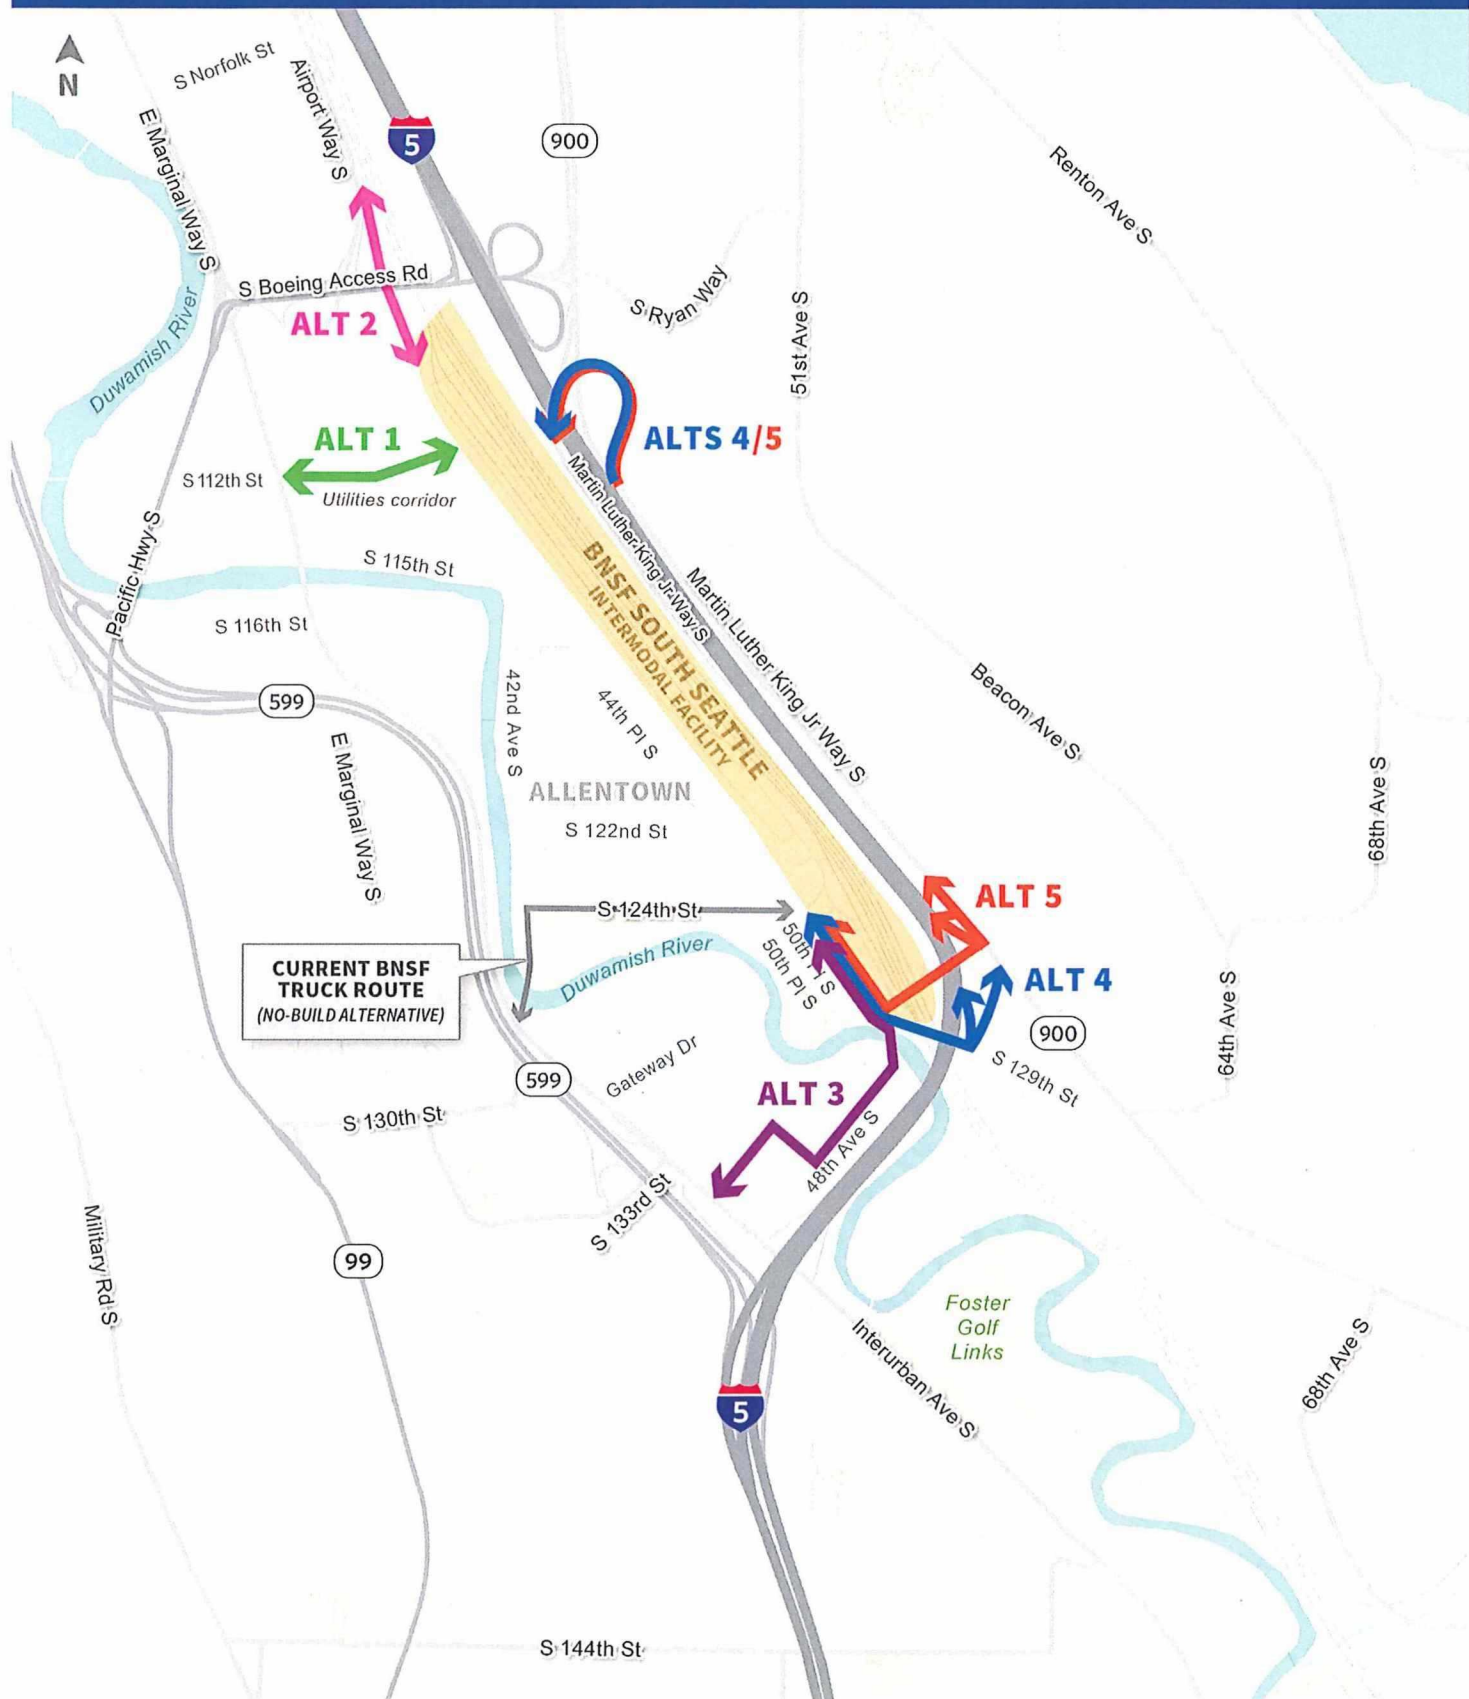 N
S Norfolk St
Airport Way S
E Marginal Way S
5
900
Renton Ave S
S Boeing Access Rd
S Ryan Way
51st Ave S
Duwamish River
ALT 2
ALT 1
ALTS 4/5
S 112th St
Utilities corridor
Martin Luther King Jr Way S
Pacific Hwy S
S 115th St
BNSF SOUTH SEATTLE
INTERMODAL FACILITY
Martin Luther King Jr Way S
S 116th St
42nd Ave S
44th Pl S
Beacon Ave S
599
E Marginal Way S
ALLENTOWN
S 122nd St
68th Ave S
ALT 5
S 124th St
50th Pl S
50th Pl S
CURRENT BNSF
TRUCK ROUTE
(NO-BUILD ALTERNATIVE)
Duwamish River
ALT 4
900
64th Ave S
S 129th St
Gateway Dr
599
ALT 3
S 130th St
48th Ave S
S 133rd St
Military Rd S
99
Foster
Golf
Links
Interurban Ave S
68th Ave S
5
S 144th St